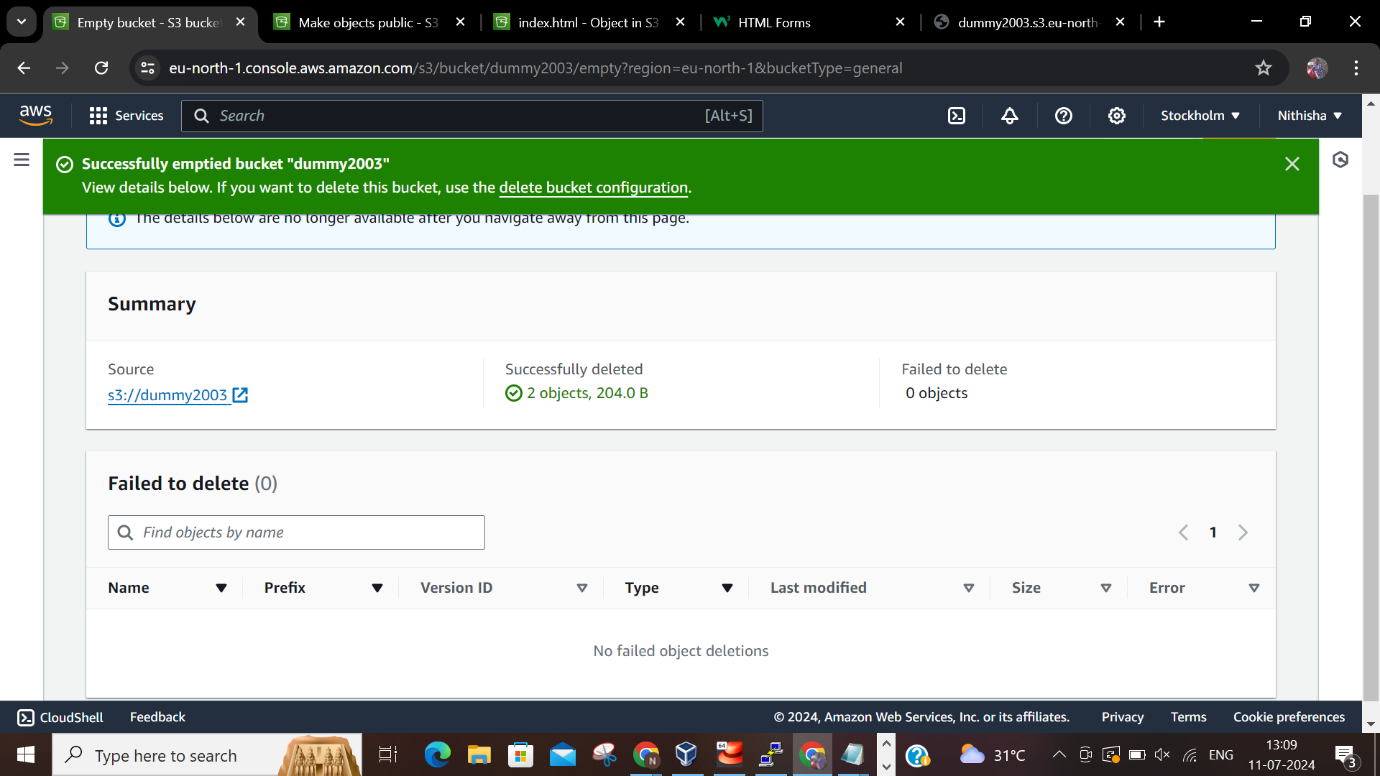 Empty bucket - S3 bucke
Make objects public - S3
index.html - Object in S3
HTML Forms
dummy2003.s3.eu-north-
eu-north-1.console.aws.amazon.com/s3/bucket/dummy2003/empty?region=eu-north-1&bucketType=general
aws
Services
Search
[Alt+S]
Stockholm
Nithisha
Successfully emptied bucket "dummy2003"
View details below. If you want to delete this bucket, use the delete bucket configuration.
The details below are no longer available after you navigate away from this page.
Summary
Source
Successfully deleted
Failed to delete
s3://dummy2003
2 objects, 204.0 B
0 objects
Failed to delete (0)
Find objects by name
1
Name
Prefix
Version ID
Type
Last modified
Size
Error
No failed object deletions
CloudShell
Feedback
© 2024, Amazon Web Services, Inc. or its affiliates.
Privacy
Terms
Cookie preferences
Type here to search
N
64
31°C
ENG
13:09
11-07-2024
3